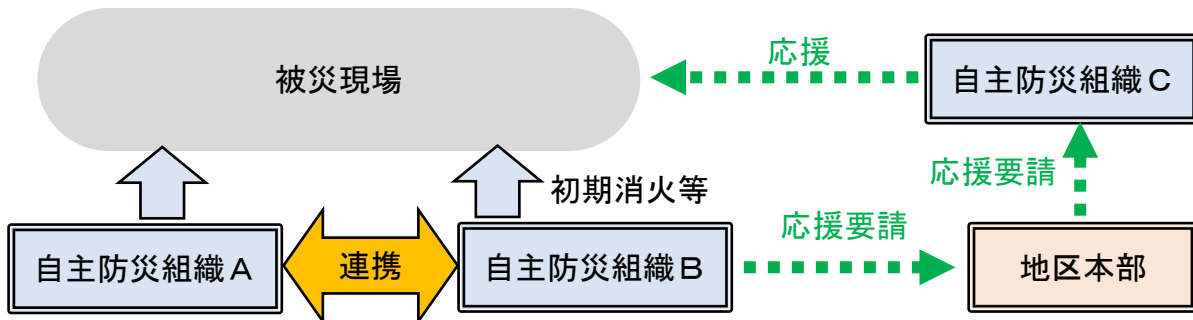 被災現場
応援
自主防災組織C
応援要請
初期消火等
自主防災組織A
連携
自主防災組織B
応援要請
地区本部